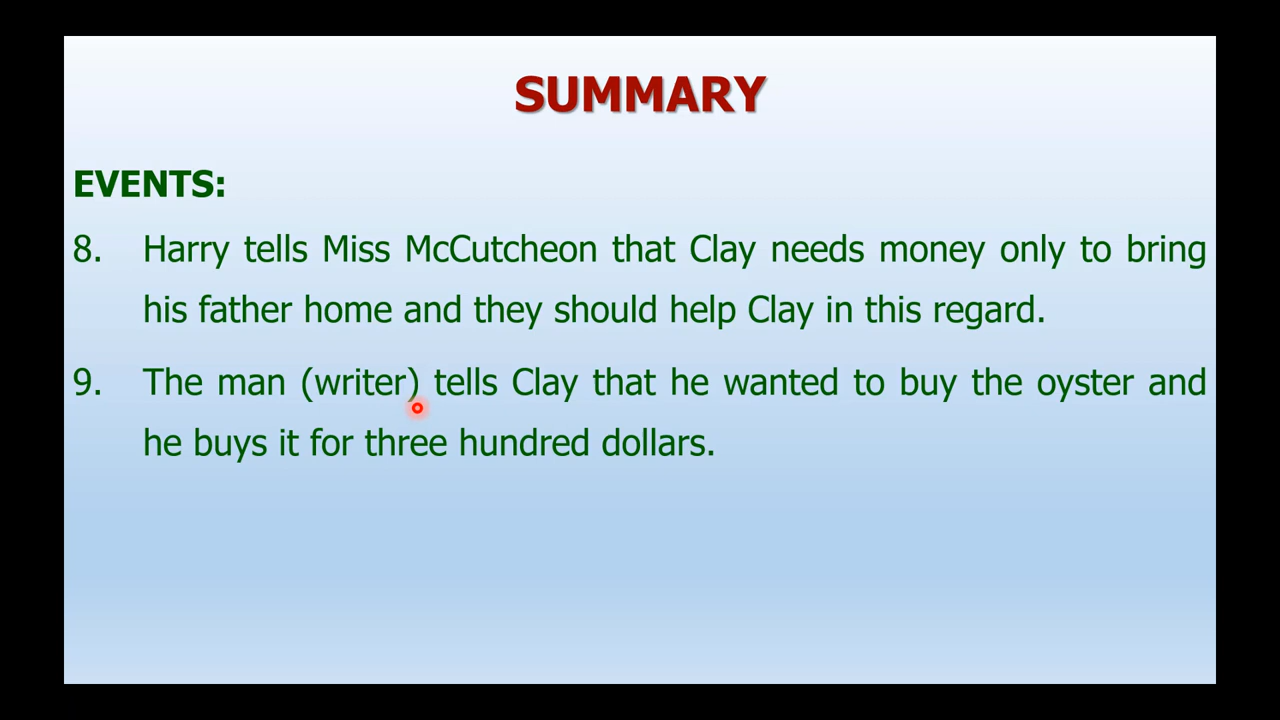 SUMMARY
EVENTS:
8. Harry tells Miss McCutcheon that Clay needs money only to bring
his father home and they should help Clay in this regard.
9. The man (writer) tells Clay that he wanted to buy the oyster and
he buys it for three hundred dollars.